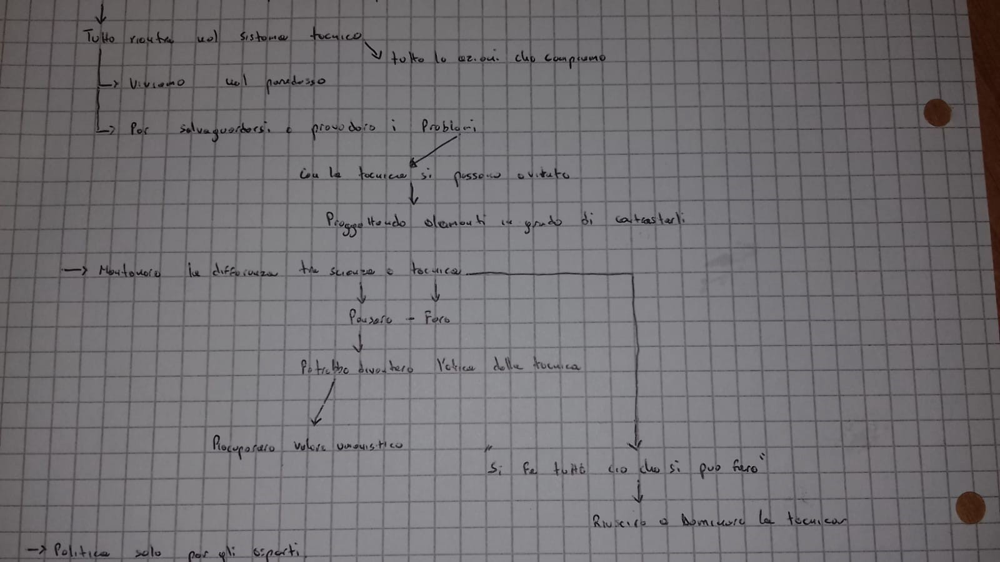 Tutto rientra nel sistema tecnico
tutte le azioni che compiamo
Viviamo nel paradosso
Per salvaguardarsi e prevedere i Problemi
Con la tecnica si possono evitate
Proggettando elementi in grado di contrastarli
Mantenere la differenza tra scienza e tecnica
Pensare - Fare
Potrebbe diventare l'etica della tecnica
Recuperare valore umanistico
"Si fa tutto ciò che si può fare"
Riuscire a Dominare la tecnica
Politica solo per gli esperti